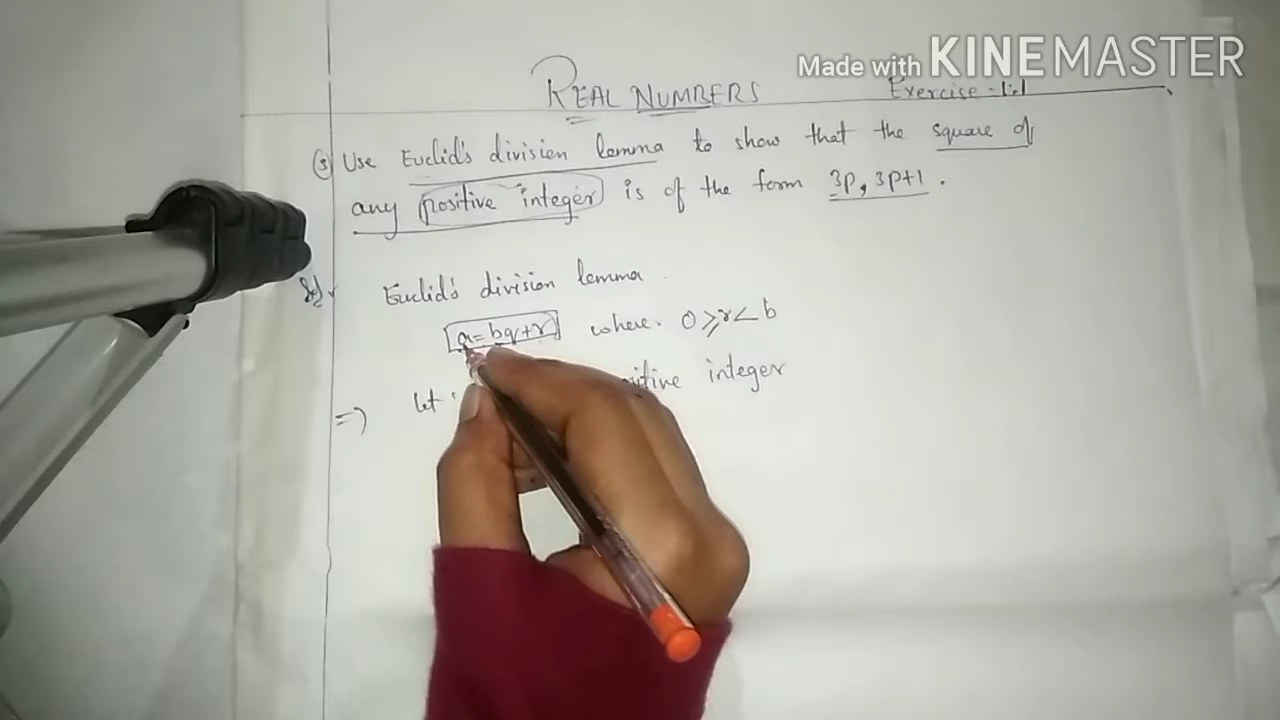 Made with KINEMASTER
REAL NUMBERS Exercise - 1.1
③ Use Euclid's division lemma to show that the square of
any positive integer is of the form 3p, 3p+1.
Sol Euclid's division lemma.
a = bq + r where. 0 ≥ r < b
=> let integer